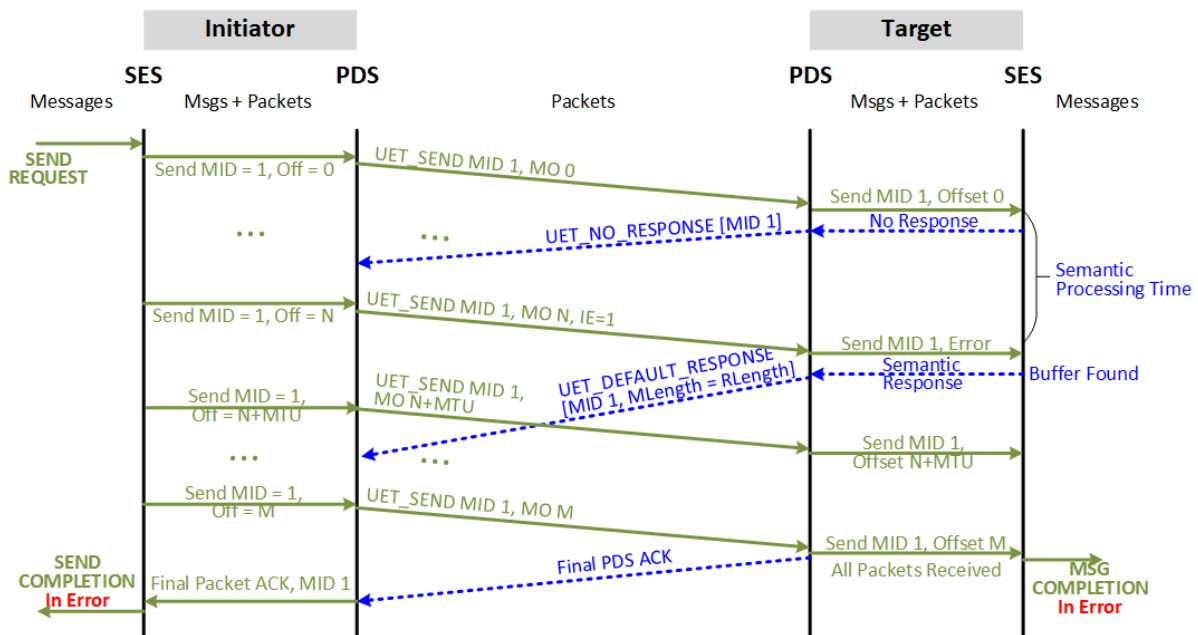 Initiator
Target
SES
PDS
PDS
SES
Messages
Msgs + Packets
Packets
Msgs + Packets
Messages
SEND
REQUEST
Send MID = 1, Off = 0
UET_SEND MID 1, MO 0
Send MID 1, Offset 0
...
...
UET_NO_RESPONSE [MID 1]
No Response
Semantic
Processing Time
Send MID = 1, Off = N
UET_SEND MID 1, MO N, IE=1
Send MID 1, Error
UET_DEFAULT_RESPONSE
[MID 1, MLength = RLength]
Semantic
Response
Buffer Found
Send MID = 1,
Off = N+MTU
UET_SEND MID 1,
MO N+MTU
Send MID 1,
Offset N+MTU
...
...
Send MID = 1,
Off = M
UET_SEND MID 1, MO M
Send MID 1, Offset M
All Packets Received
Final PDS ACK
SEND
COMPLETION
In Error
Final Packet ACK, MID 1
MSG
COMPLETION
In Error